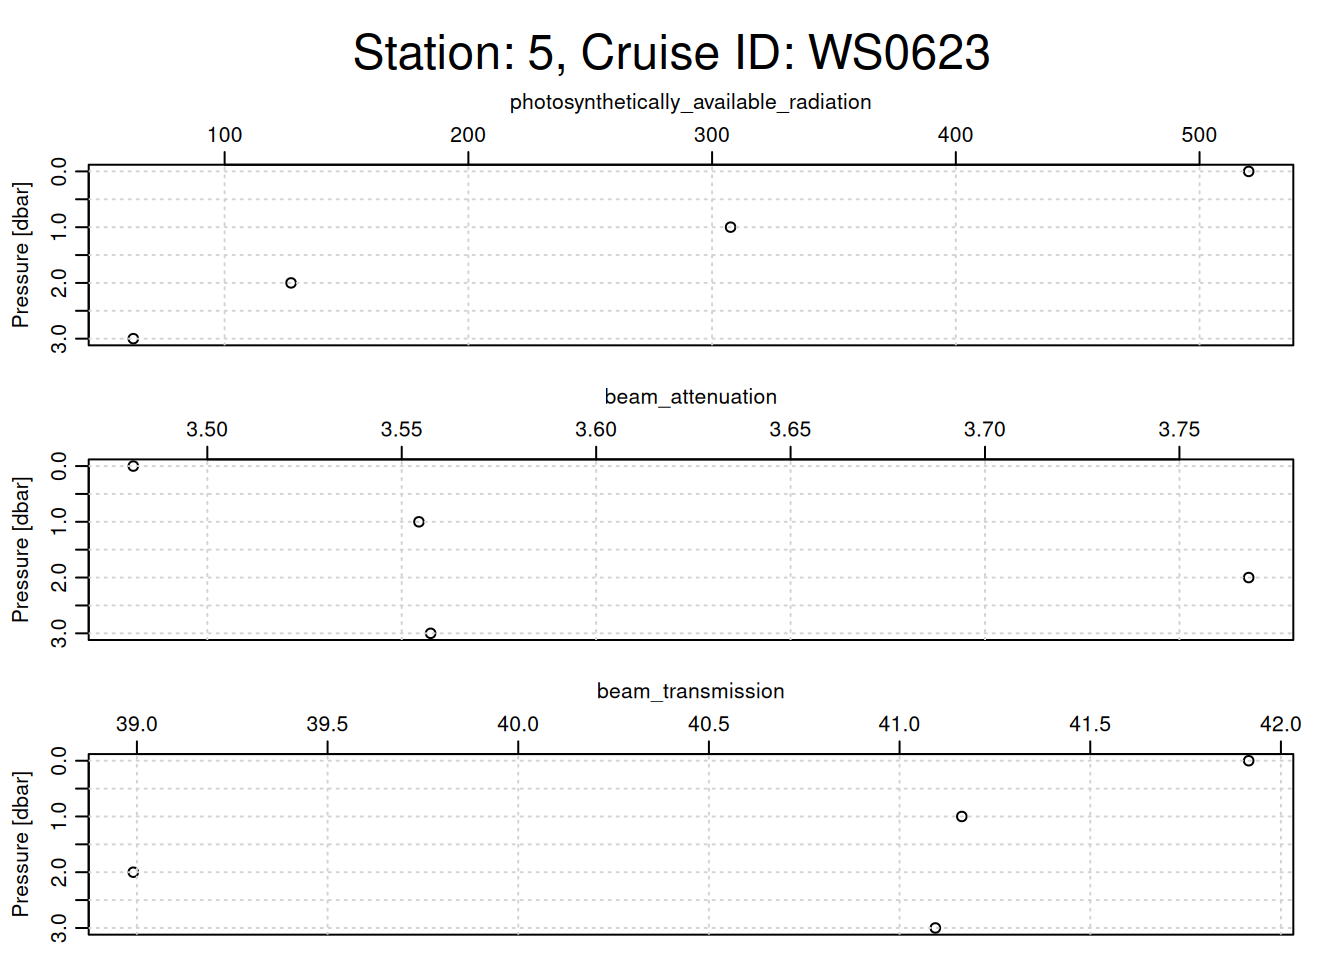 Station: 5, Cruise ID: WS0623
photosynthetically_available_radiation
100 200 300 400 500
Pressure [dbar]
0.0
1.0
2.0
3.0
beam_attenuation
3.50 3.55 3.60 3.65 3.70 3.75
Pressure [dbar]
0.0
1.0
2.0
3.0
beam_transmission
39.0 39.5 40.0 40.5 41.0 41.5 42.0
Pressure [dbar]
0.0
1.0
2.0
3.0